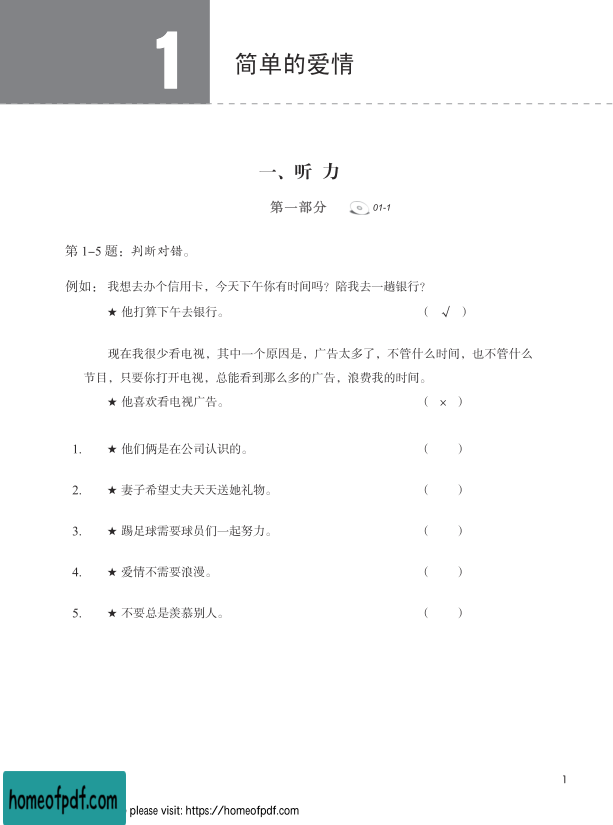 1
简单的爱情
一、听 力
第一部分 01-1
第 1–5 题：判断对错。
例如：我想去办个信用卡，今天下午你有时间吗？陪我去一趟银行？
★ 他打算下午去银行。 （ √ ）
现在我很少看电视，其中一个原因是，广告太多了，不管什么时间，也不管什么
节目，只要你打开电视，总能看到那么多的广告，浪费我的时间。
★ 他喜欢看电视广告。 （ × ）
1. ★ 他们俩是在公司认识的。 （ ）
2. ★ 妻子希望丈夫天天送她礼物。 （ ）
3. ★ 踢足球需要球员们一起努力。 （ ）
4. ★ 爱情不需要浪漫。 （ ）
5. ★ 不要总是羡慕别人。 （ ）
1
homeofpdf.com
please visit: https://homeofpdf.com